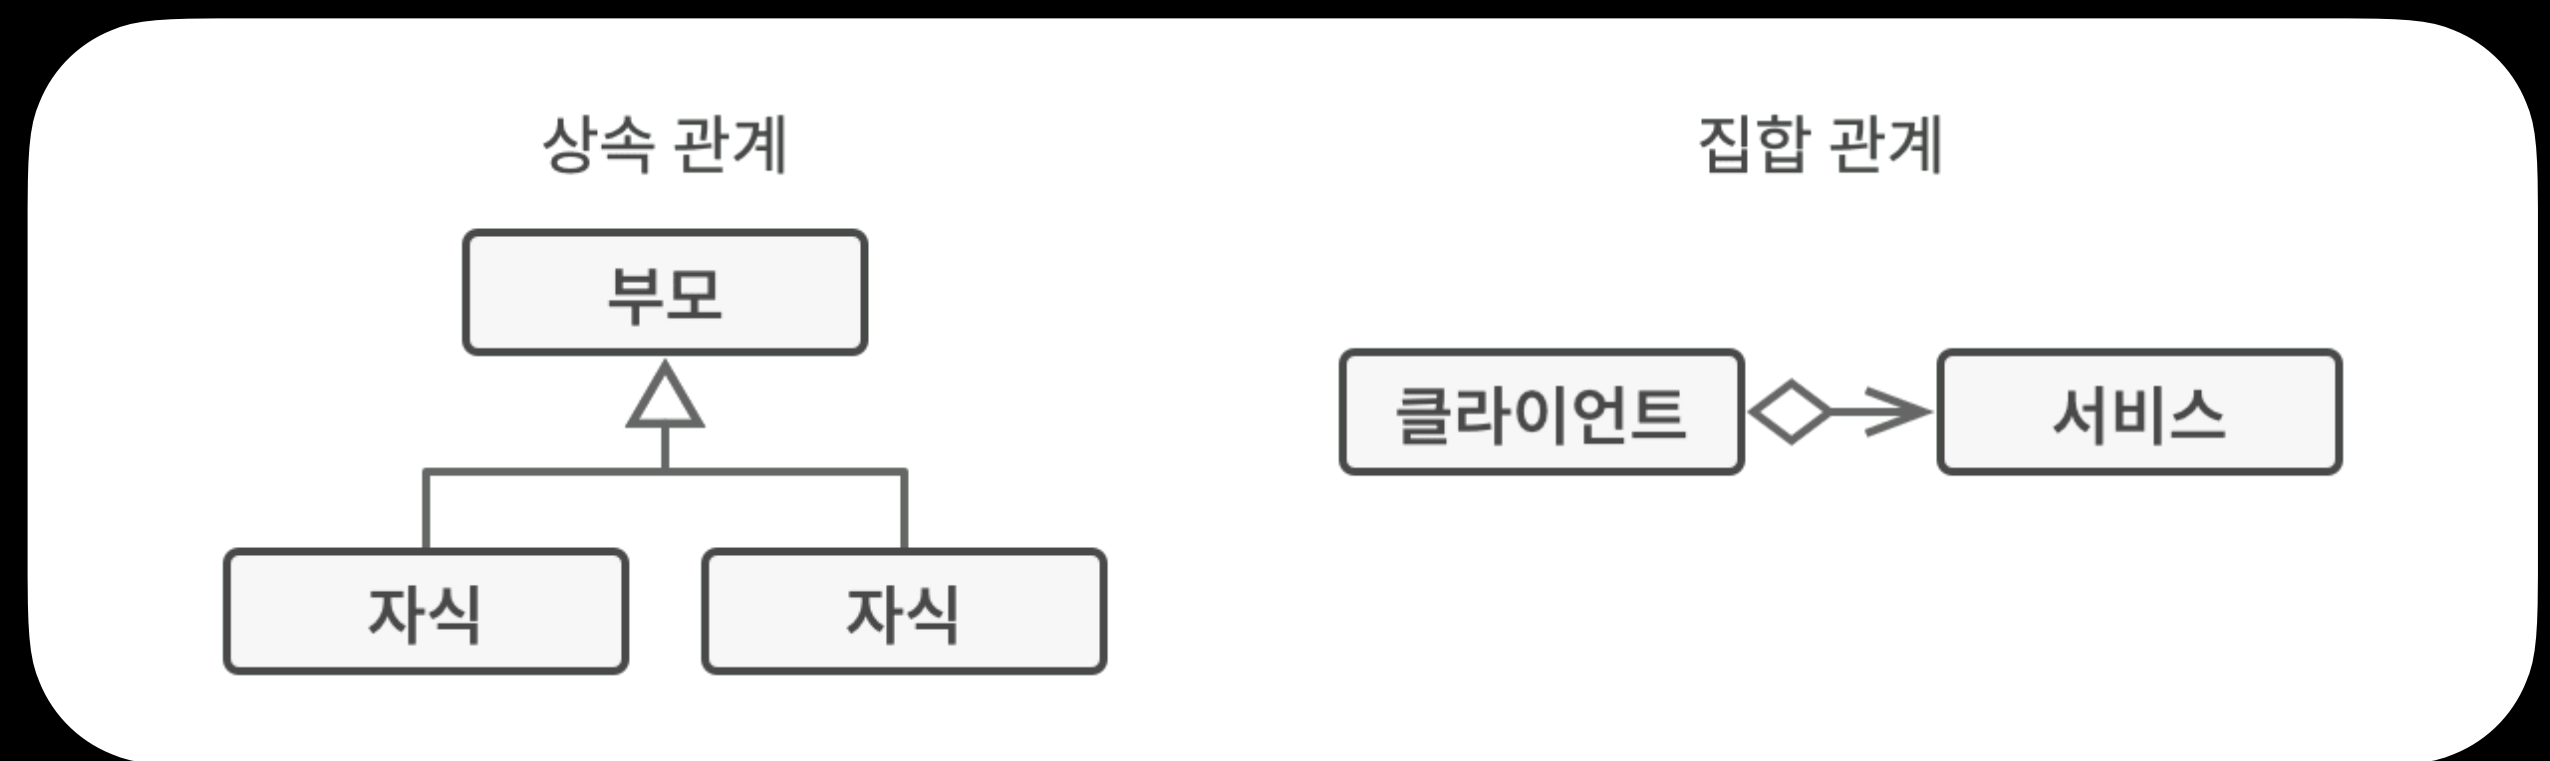 상속 관계
부모
자식
자식
집합 관계
클라이언트
서비스